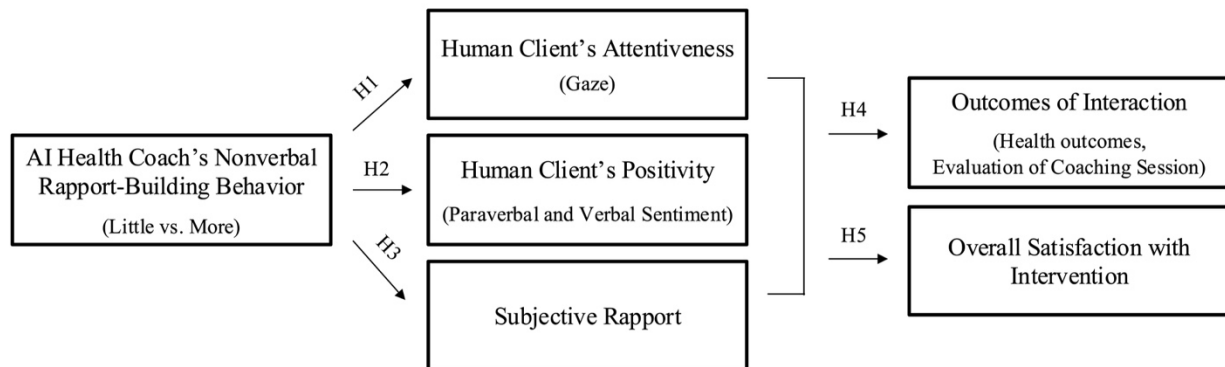 AI Health Coach's Nonverbal
Rapport-Building Behavior
(Little vs. More)
H1
H2
H3
Human Client's Attentiveness
(Gaze)
Human Client's Positivity
(Paraverbal and Verbal Sentiment)
Subjective Rapport
H4
H5
Outcomes of Interaction
(Health outcomes,
Evaluation of Coaching Session)
Overall Satisfaction with
Intervention